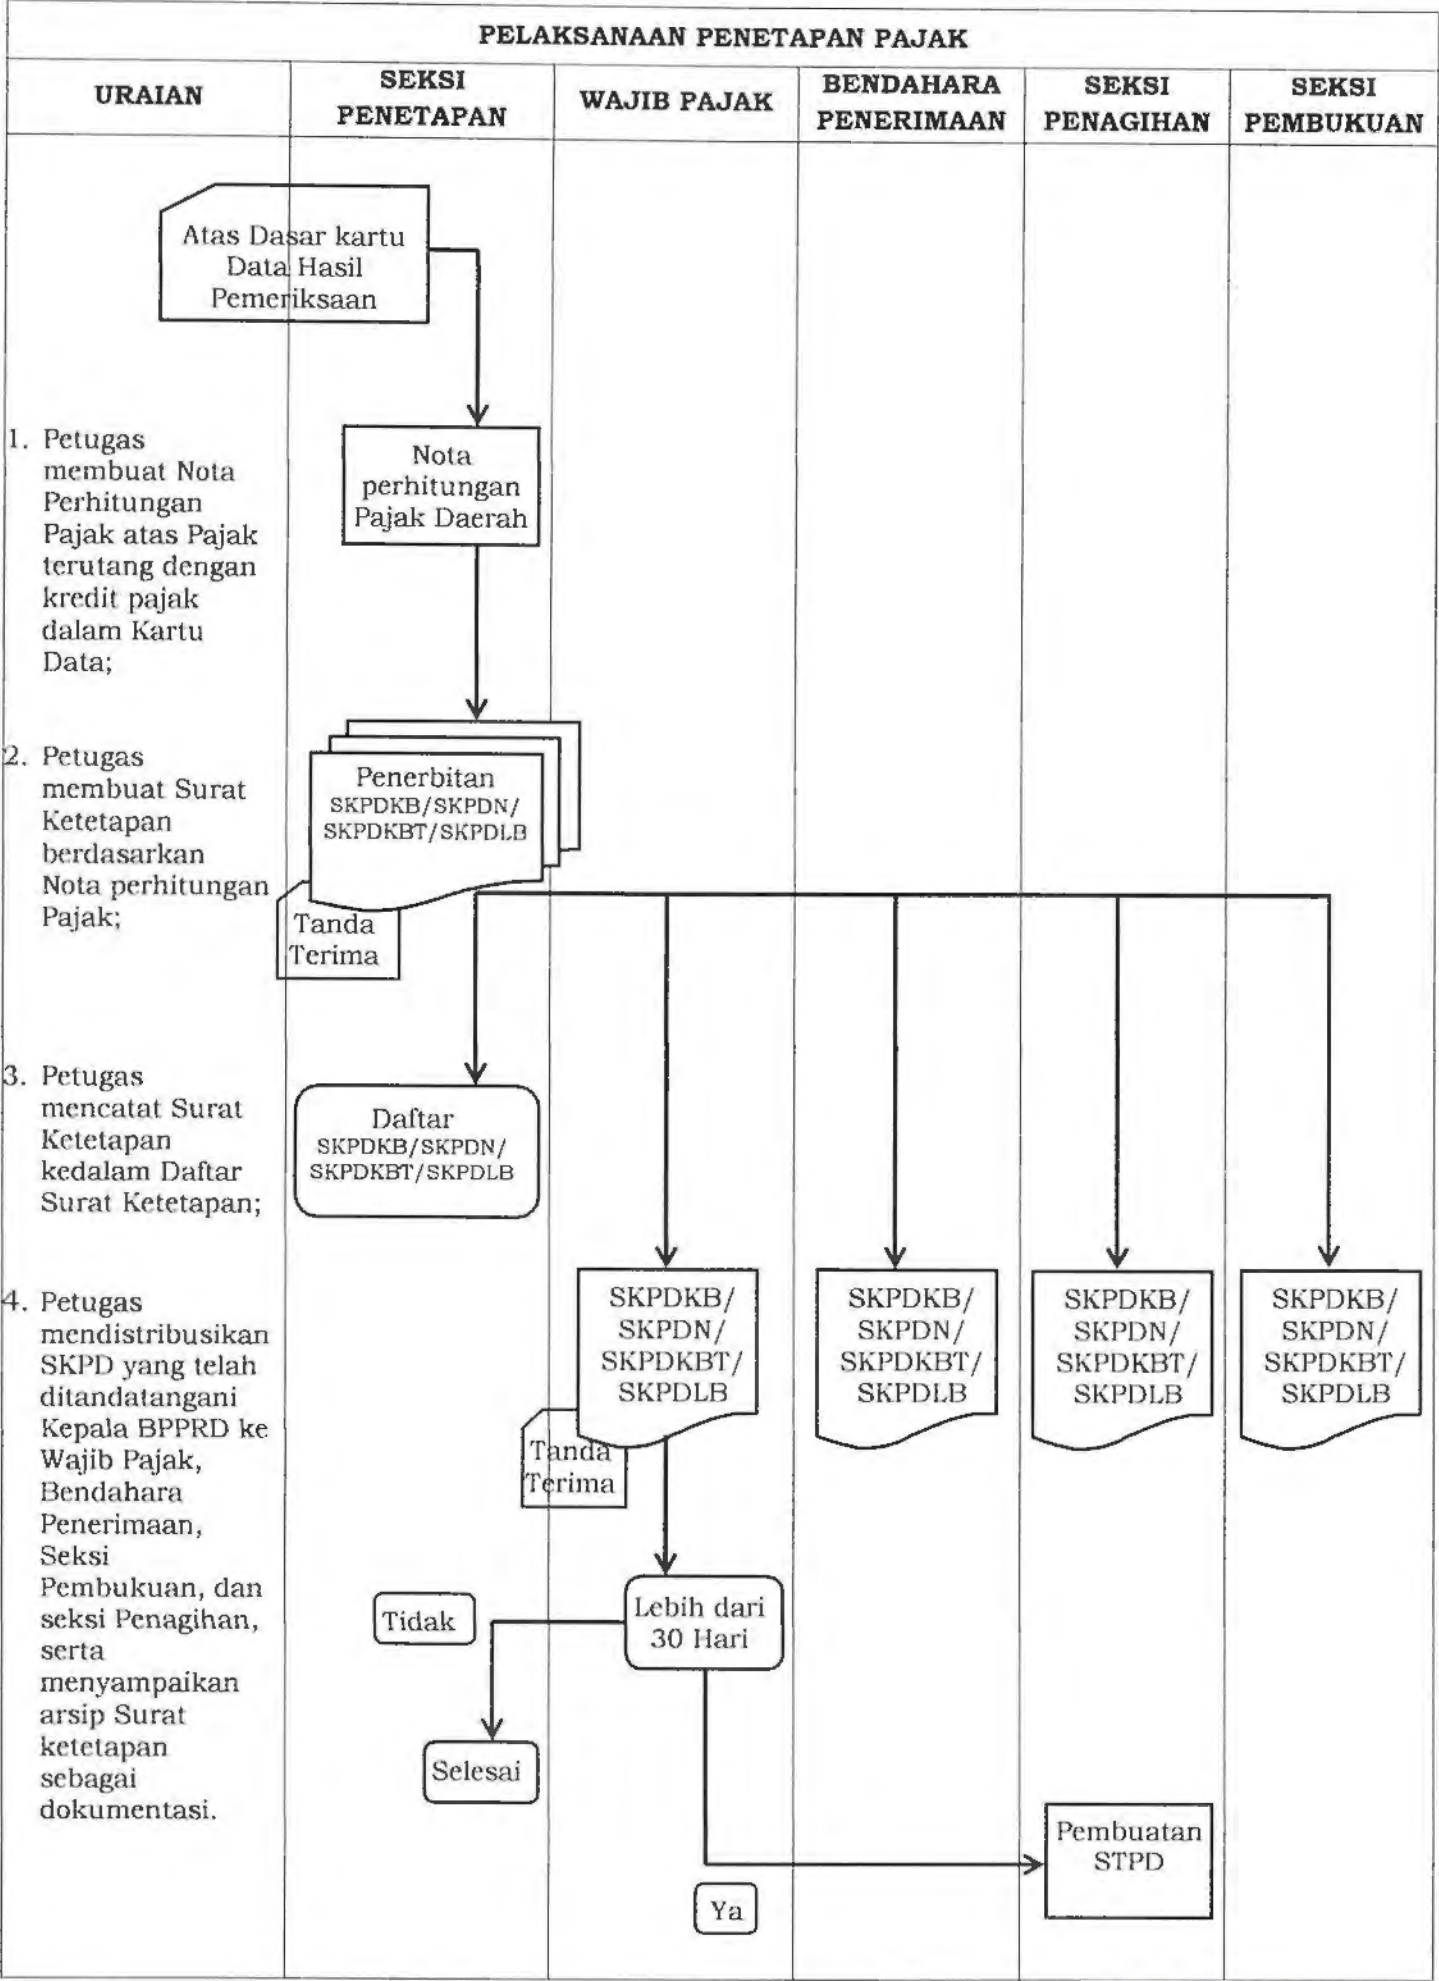 PELAKSANAAN PENETAPAN PAJAK
URAIAN
SEKSI
PENETAPAN
WAJIB PAJAK
BENDAHARA
PENERIMAAN
SEKSI
PENAGIHAN
SEKSI
PEMBUKUAN
Atas Dasar kartu
Data Hasil
Pemeriksaan
1. Petugas
membuat Nota
Perhitungan
Pajak atas Pajak
terutang dengan
kredit pajak
dalam Kartu
Data;
Nota
perhitungan
Pajak Daerah
2. Petugas
membuat Surat
Ketetapan
berdasarkan
Nota perhitungan
Pajak;
Penerbitan
SKPDKB/SKPDN/
SKPDKBT/SKPDLB
Tanda
Terima
3. Petugas
mencatat Surat
Ketetapan
kedalam Daftar
Surat Ketetapan;
Daftar
SKPDKB/SKPDN/
SKPDKBT/SKPDLB
4. Petugas
mendistribusikan
SKPD yang telah
ditandatangani
Kepala BPPRD ke
Wajib Pajak,
Bendahara
Penerimaan,
Seksi
Pembukuan, dan
seksi Penagihan,
serta
menyampaikan
arsip Surat
ketetapan
sebagai
dokumentasi.
SKPDKB/
SKPDN/
SKPDKBT/
SKPDLB
Tanda
Terima
SKPDKB/
SKPDN/
SKPDKBT/
SKPDLB
SKPDKB/
SKPDN/
SKPDKBT/
SKPDLB
SKPDKB/
SKPDN/
SKPDKBT/
SKPDLB
Lebih dari
30 Hari
Tidak
Selesai
Ya
Pembuatan
STPD